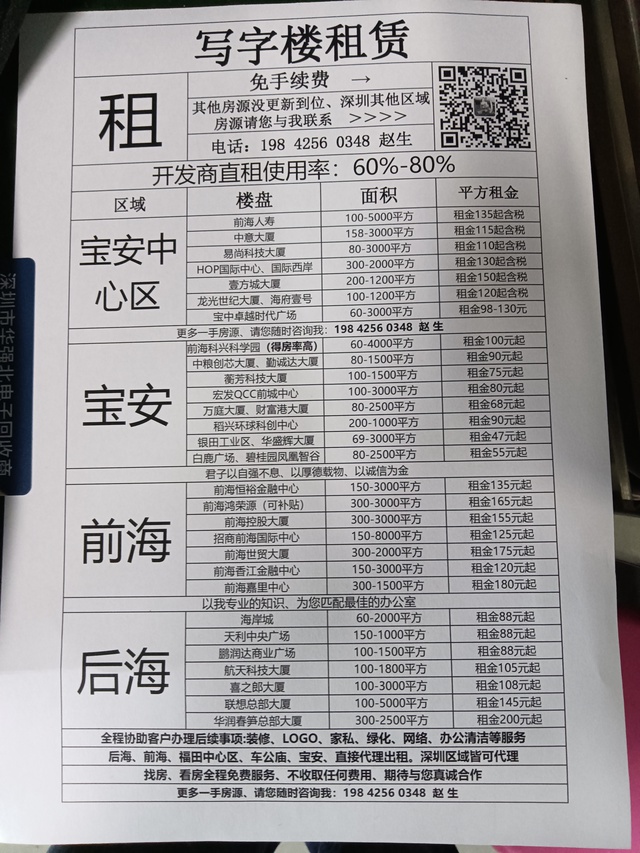 写字楼租赁
租
免手续费 →
其他房源没更新到位、深圳其他区域
房源请您与我联系 >>>>
电话：198 4256 0348 赵生
开发商直租使用率：60%-80%
区域 楼盘 面积 平方租金
宝安中心区
前海人寿 100-5000平方 租金135起含税
中意大厦 158-3000平方 租金115起含税
易尚科技大厦 80-3000平方 租金110起含税
HOP国际中心、国际西岸 300-2000平方 租金130起含税
壹方城大厦 200-1200平方 租金150起含税
龙光世纪大厦、海府壹号 100-1200平方 租金120起含税
宝中卓越时代广场 60-3000平方 租金98-130元
更多一手房源、请您随时咨询我：198 4256 0348 赵 生
宝安
前海科兴科学园（得房率高） 60-4000平方 租金100元起
中粮创芯大厦、勤诚达大厦 80-1500平方 租金90元起
蘅芳科技大厦 100-1500平方 租金75元起
宏发QCC前城中心 100-3000平方 租金80元起
万庭大厦、财富港大厦 80-2500平方 租金68元起
稻兴环球科创中心 200-1000平方 租金90元起
银田工业区、华盛辉大厦 69-3000平方 租金47元起
白鹿广场、碧桂园凤凰智谷 80-2500平方 租金55元起
君子以自强不息、以厚德载物、以诚信为金
前海
前海恒裕金融中心 150-3000平方 租金135元起
前海鸿荣源（可补贴） 300-3000平方 租金165元起
前海控股大厦 300-3000平方 租金155元起
招商前海国际中心 150-8000平方 租金125元起
前海世贸大厦 300-2000平方 租金175元起
前海香江金融中心 150-3000平方 租金120元起
前海嘉里中心 300-1500平方 租金180元起
以我专业的知识、为您匹配最佳的办公室
后海
海岸城 60-2000平方 租金88元起
天利中央广场 150-1000平方 租金88元起
鹏润达商业广场 100-1500平方 租金88元起
航天科技大厦 100-1800平方 租金105元起
喜之郎大厦 100-3000平方 租金108元起
联想总部大厦 100-5000平方 租金145元起
华润春笋总部大厦 300-2500平方 租金200元起
全程协助客户办理后续事项:装修、LOGO、家私、绿化、网络、办公清洁等服务
后海、前海、福田中心区、车公庙、宝安、直接代理出租。深圳区域皆可代理
找房、看房全程免费服务、不收取任何费用、期待与您真诚合作
更多一手房源、请您随时咨询我：198 4256 0348 赵 生
深圳市华强北电子回收商